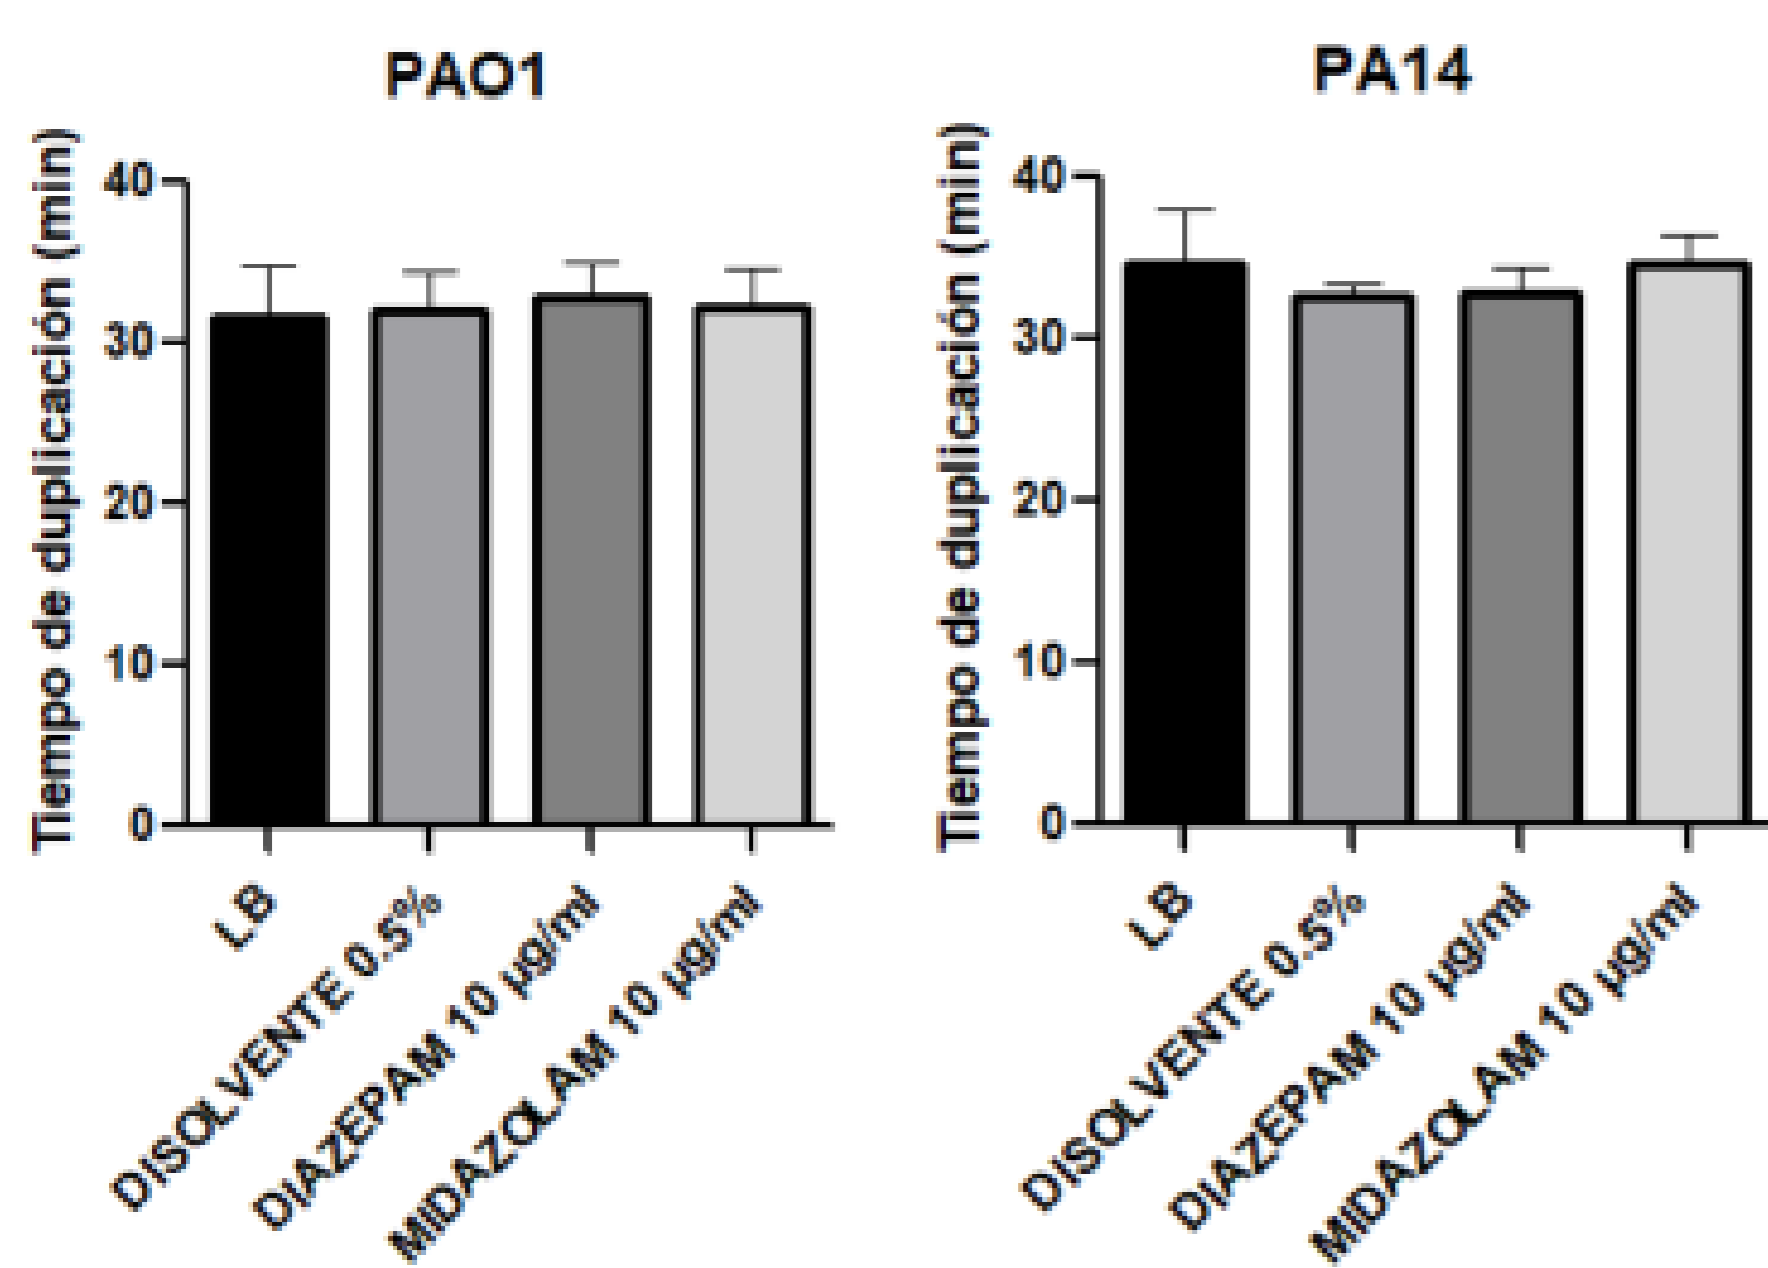 PAO1
Tiempo de duplicación (min)
40
30
20
10
0
LB
DISOLVENTE 0.5%
DIAZEPAM 10 µg/ml
MIDAZOLAM 10 µg/ml
PA14
Tiempo de duplicación (min)
40
30
20
10
0
LB
DISOLVENTE 0.5%
DIAZEPAM 10 µg/ml
MIDAZOLAM 10 µg/ml